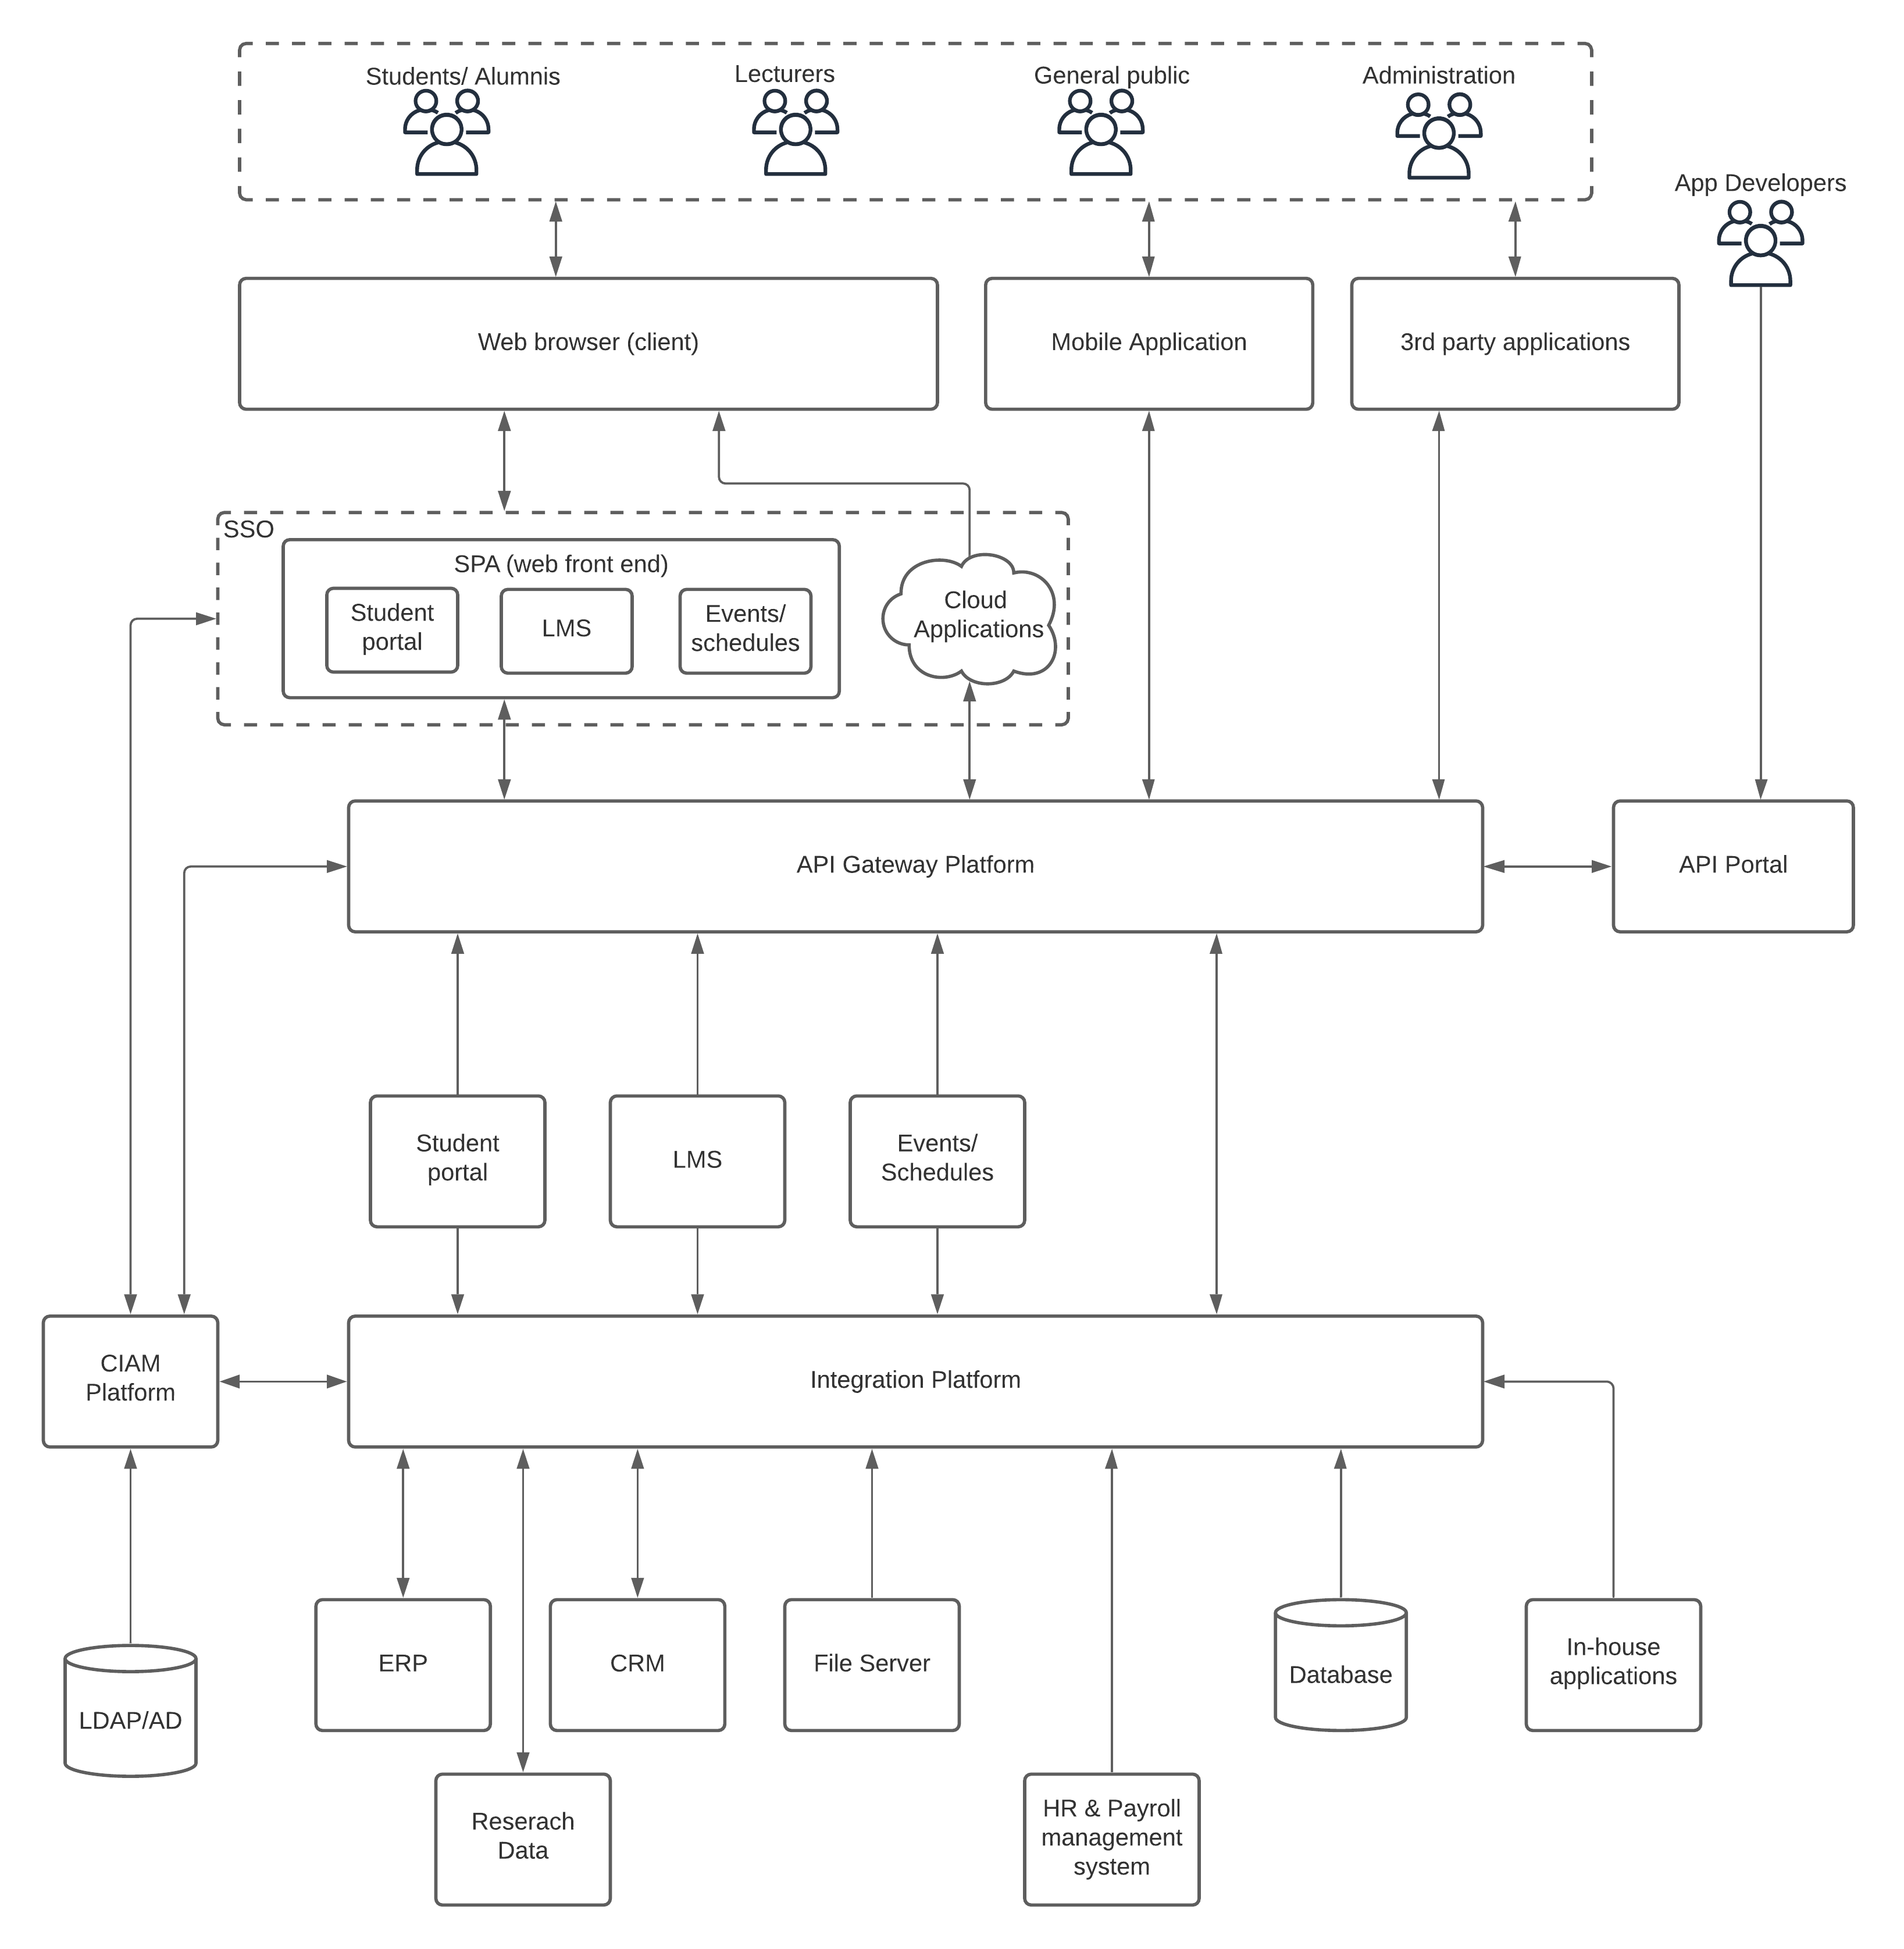 Students/ Alumnis
Lecturers
General public
Administration
App Developers
Web browser (client)
Mobile Application
3rd party applications
SSO
SPA (web front end)
Student
portal
LMS
Events/
schedules
Cloud
Applications
API Gateway Platform
API Portal
Student
portal
LMS
Events/
Schedules
CIAM
Platform
Integration Platform
LDAP/AD
ERP
CRM
File Server
Database
In-house
applications
Reserach
Data
HR & Payroll
management
system